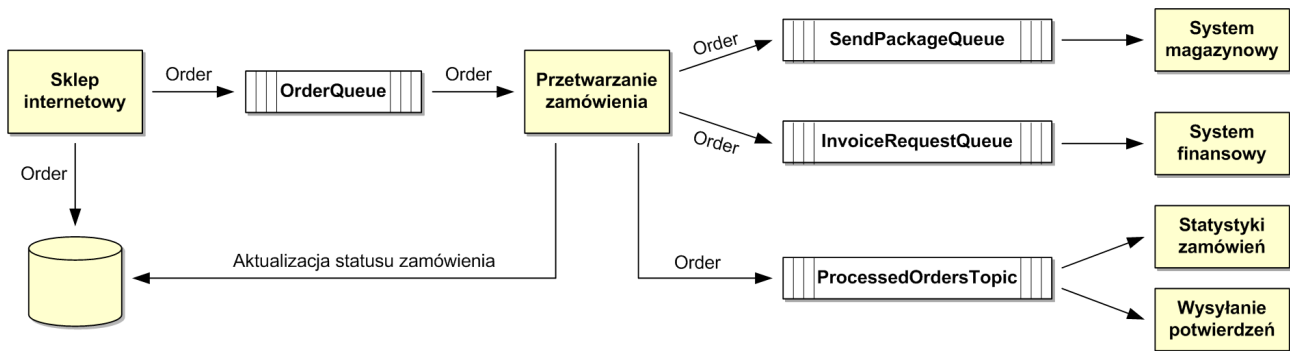 Sklep
internetowy
Order
OrderQueue
Order
Przetwarzanie
zamówienia
Order
SendPackageQueue
System
magazynowy
Order
InvoiceRequestQueue
System
finansowy
Order
Aktualizacja statusu zamówienia
Order
ProcessedOrdersTopic
Statystyki
zamówień
Wysyłanie
potwierdzeń